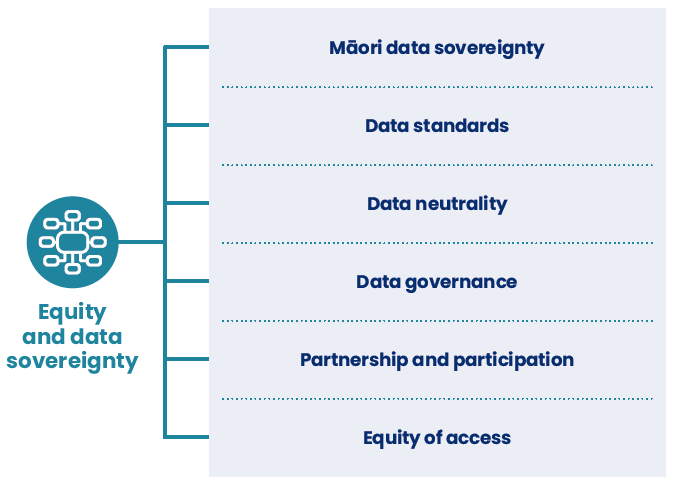 Māori data sovereignty
Data standards
Data neutrality
Data governance
Partnership and participation
Equity of access
Equity
and data
sovereignty